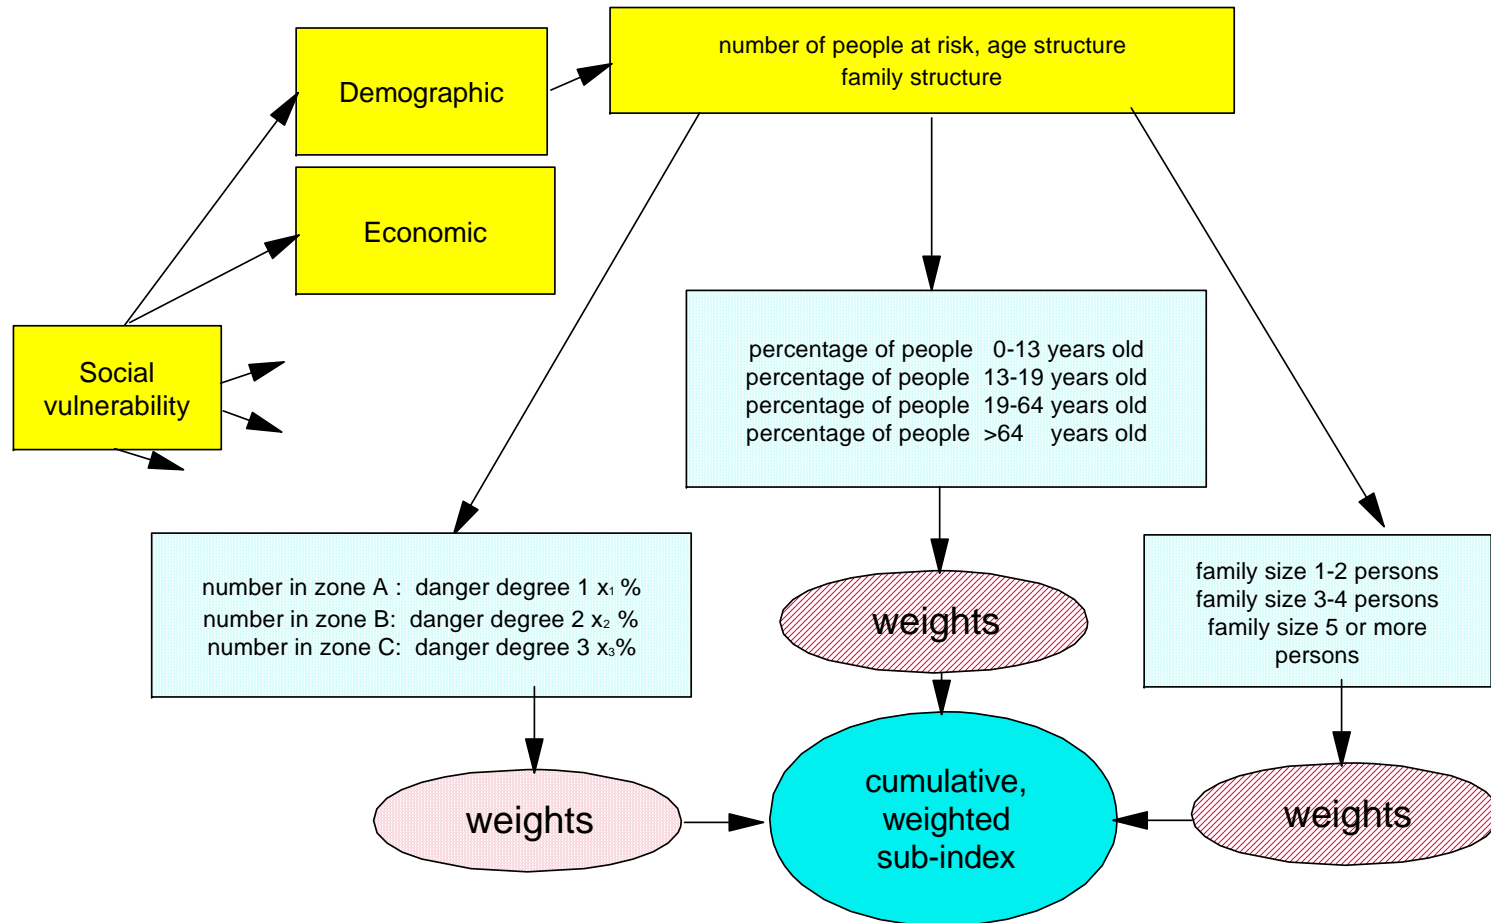 number of people at risk, age structure
family structure
Demographic
Economic
Social
vulnerability
percentage of people 0-13 years old
percentage of people 13-19 years old
percentage of people 19-64 years old
percentage of people >64 years old
number in zone A : danger degree 1 x₁ %
number in zone B: danger degree 2 x₂ %
number in zone C: danger degree 3 x₃%
family size 1-2 persons
family size 3-4 persons
family size 5 or more
persons
weights
weights
weights
cumulative,
weighted
sub-index